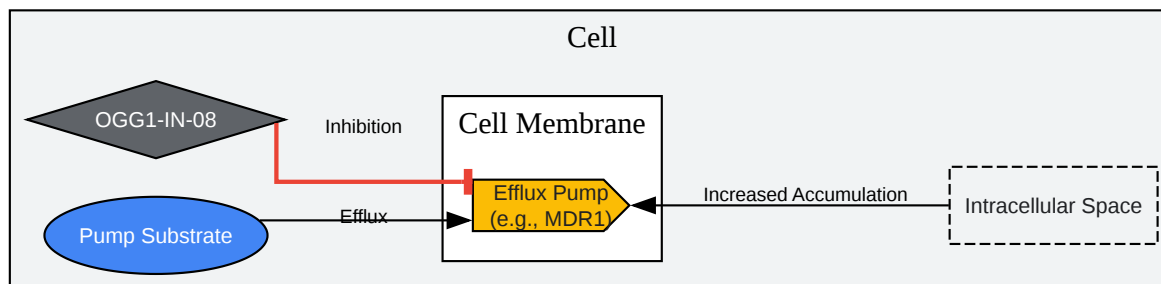 Cell
OGG1-IN-08
Inhibition
Cell Membrane
Efflux Pump
(e.g., MDR1)
Efflux
Pump Substrate
Increased Accumulation
Intracellular Space